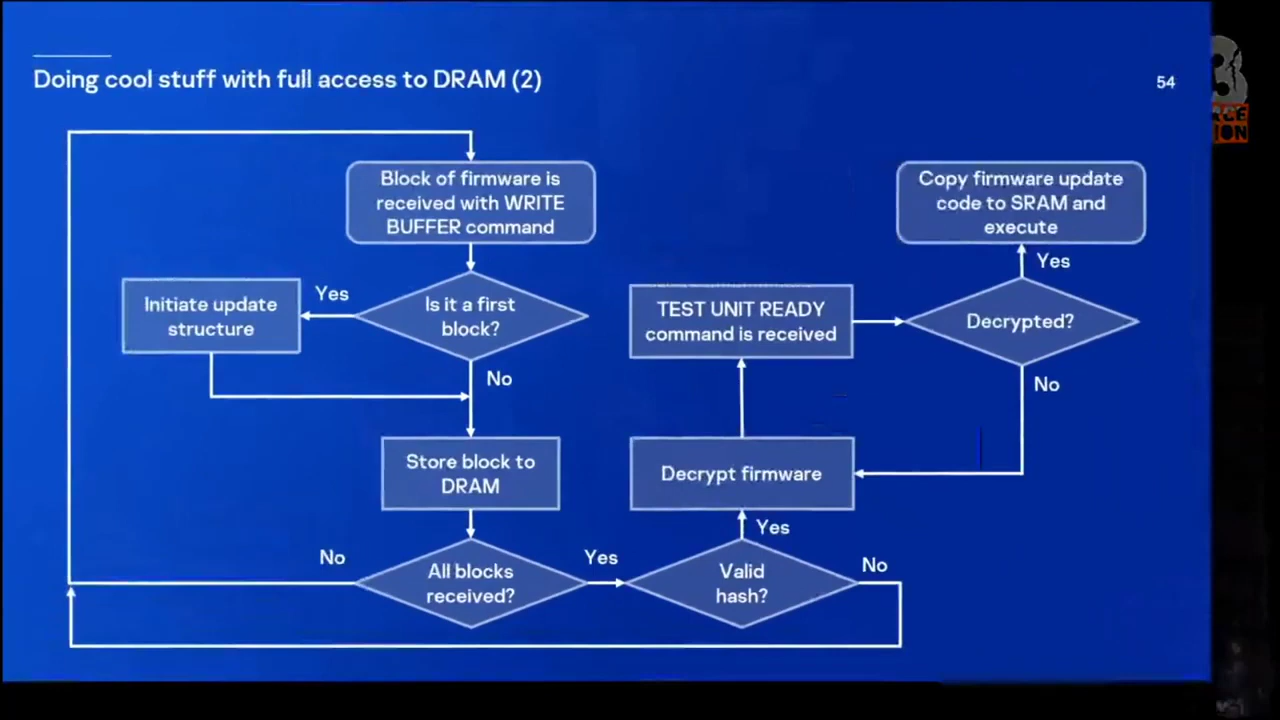 Doing cool stuff with full access to DRAM (2)
54
Block of firmware is
received with WRITE
BUFFER command
Is it a first
block?
Yes
Initiate update
structure
No
Store block to
DRAM
All blocks
received?
No
Yes
Valid
hash?
No
Yes
Decrypt firmware
TEST UNIT READY
command is received
Decrypted?
No
Yes
Copy firmware update
code to SRAM and
execute